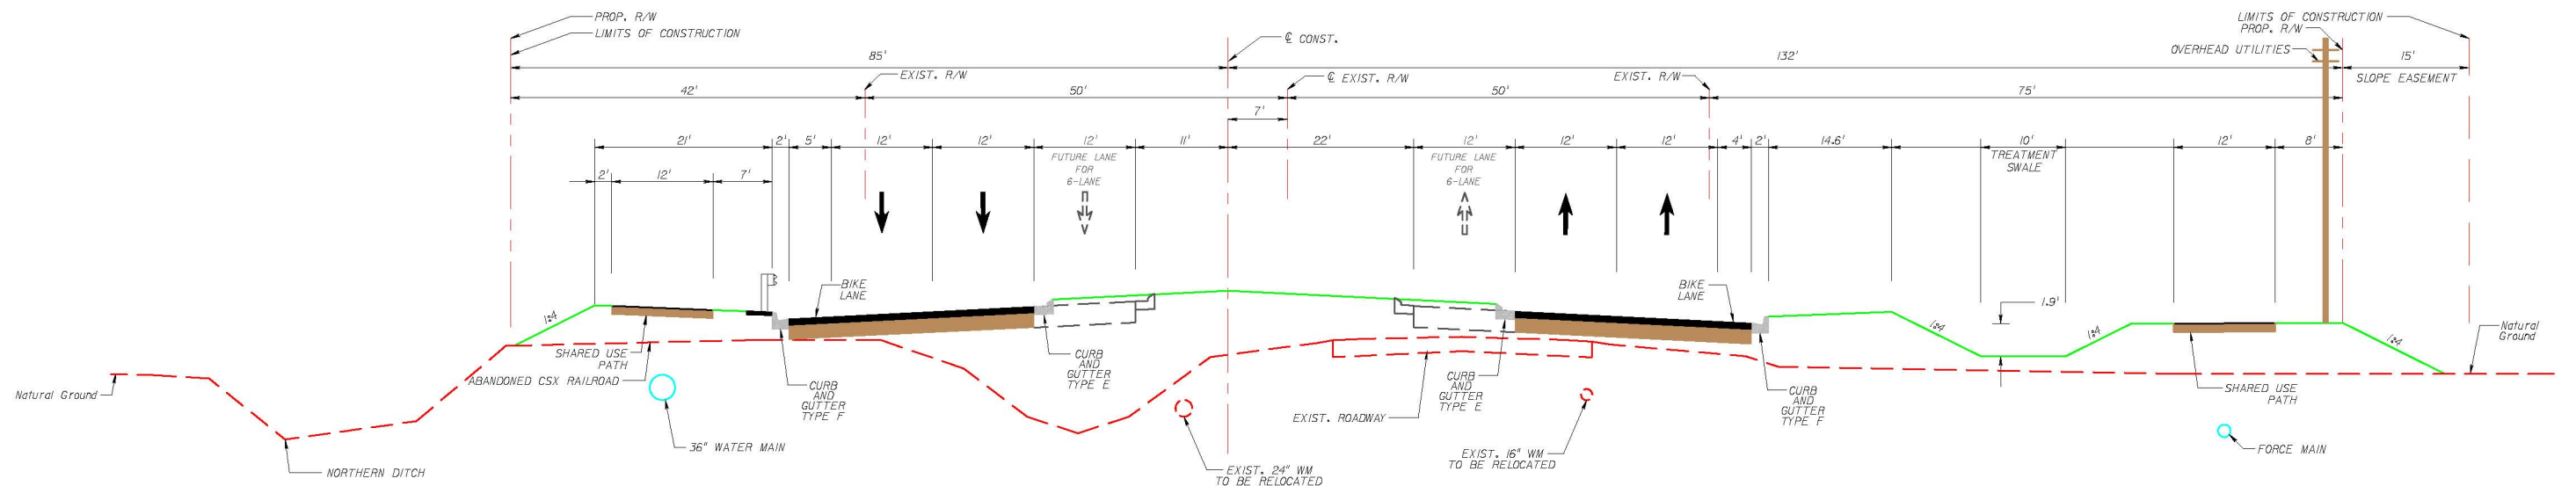 PROP. R/W
LIMITS OF CONSTRUCTION
℄ CONST.
LIMITS OF CONSTRUCTION
PROP. R/W
OVERHEAD UTILITIES
85'
132'
15'
SLOPE EASEMENT
EXIST. R/W
℄ EXIST. R/W
EXIST. R/W
42'
50'
50'
75'
7'
21'
2'
5'
12'
12'
12'
11'
22'
12'
12'
12'
4'
2'
14.6'
10'
12'
8'
FUTURE LANE
FOR
6-LANE
FUTURE LANE
FOR
6-LANE
TREATMENT
SWALE
2'
12'
7'
BIKE
LANE
BIKE
LANE
1.9'
1:4
1:4
1:4
1:4
Natural
Ground
SHARED USE
PATH
ABANDONED CSX RAILROAD
Natural Ground
CURB
AND
GUTTER
TYPE F
CURB
AND
GUTTER
TYPE E
CURB
AND
GUTTER
TYPE E
CURB
AND
GUTTER
TYPE F
SHARED USE
PATH
EXIST. ROADWAY
36" WATER MAIN
NORTHERN DITCH
EXIST. 24" WM
TO BE RELOCATED
EXIST. 16" WM
TO BE RELOCATED
FORCE MAIN